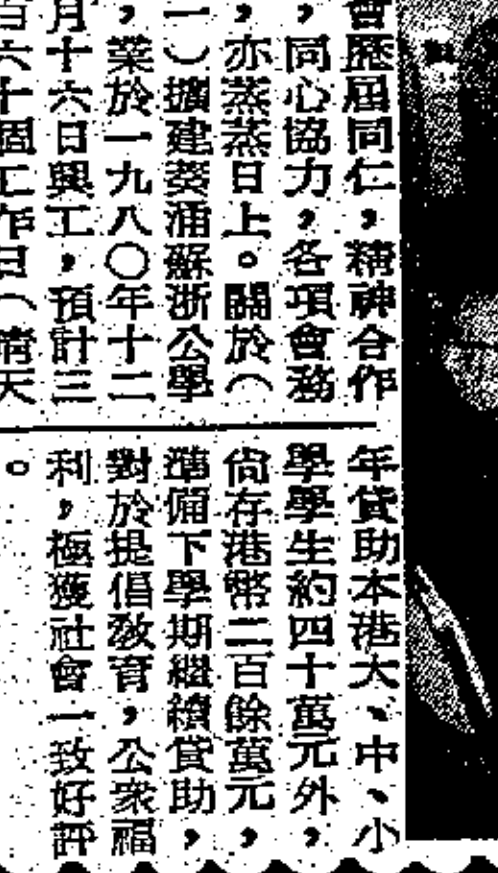 會歷屆同仁，精神合作
，同心協力，各項會務
，亦蒸蒸日上。關於（
一）擴建葵涌蘇浙公學
，業於一九八〇年十二
月十六日興工，預計三
百六十個工作日（晴天
年貸助本港大、中、小
學學生約四十萬元外，
尚存港幣二百餘萬元，
準備下學期繼續貸助，
對於提倡教育，公衆福
利，極獲社會一致好評
。